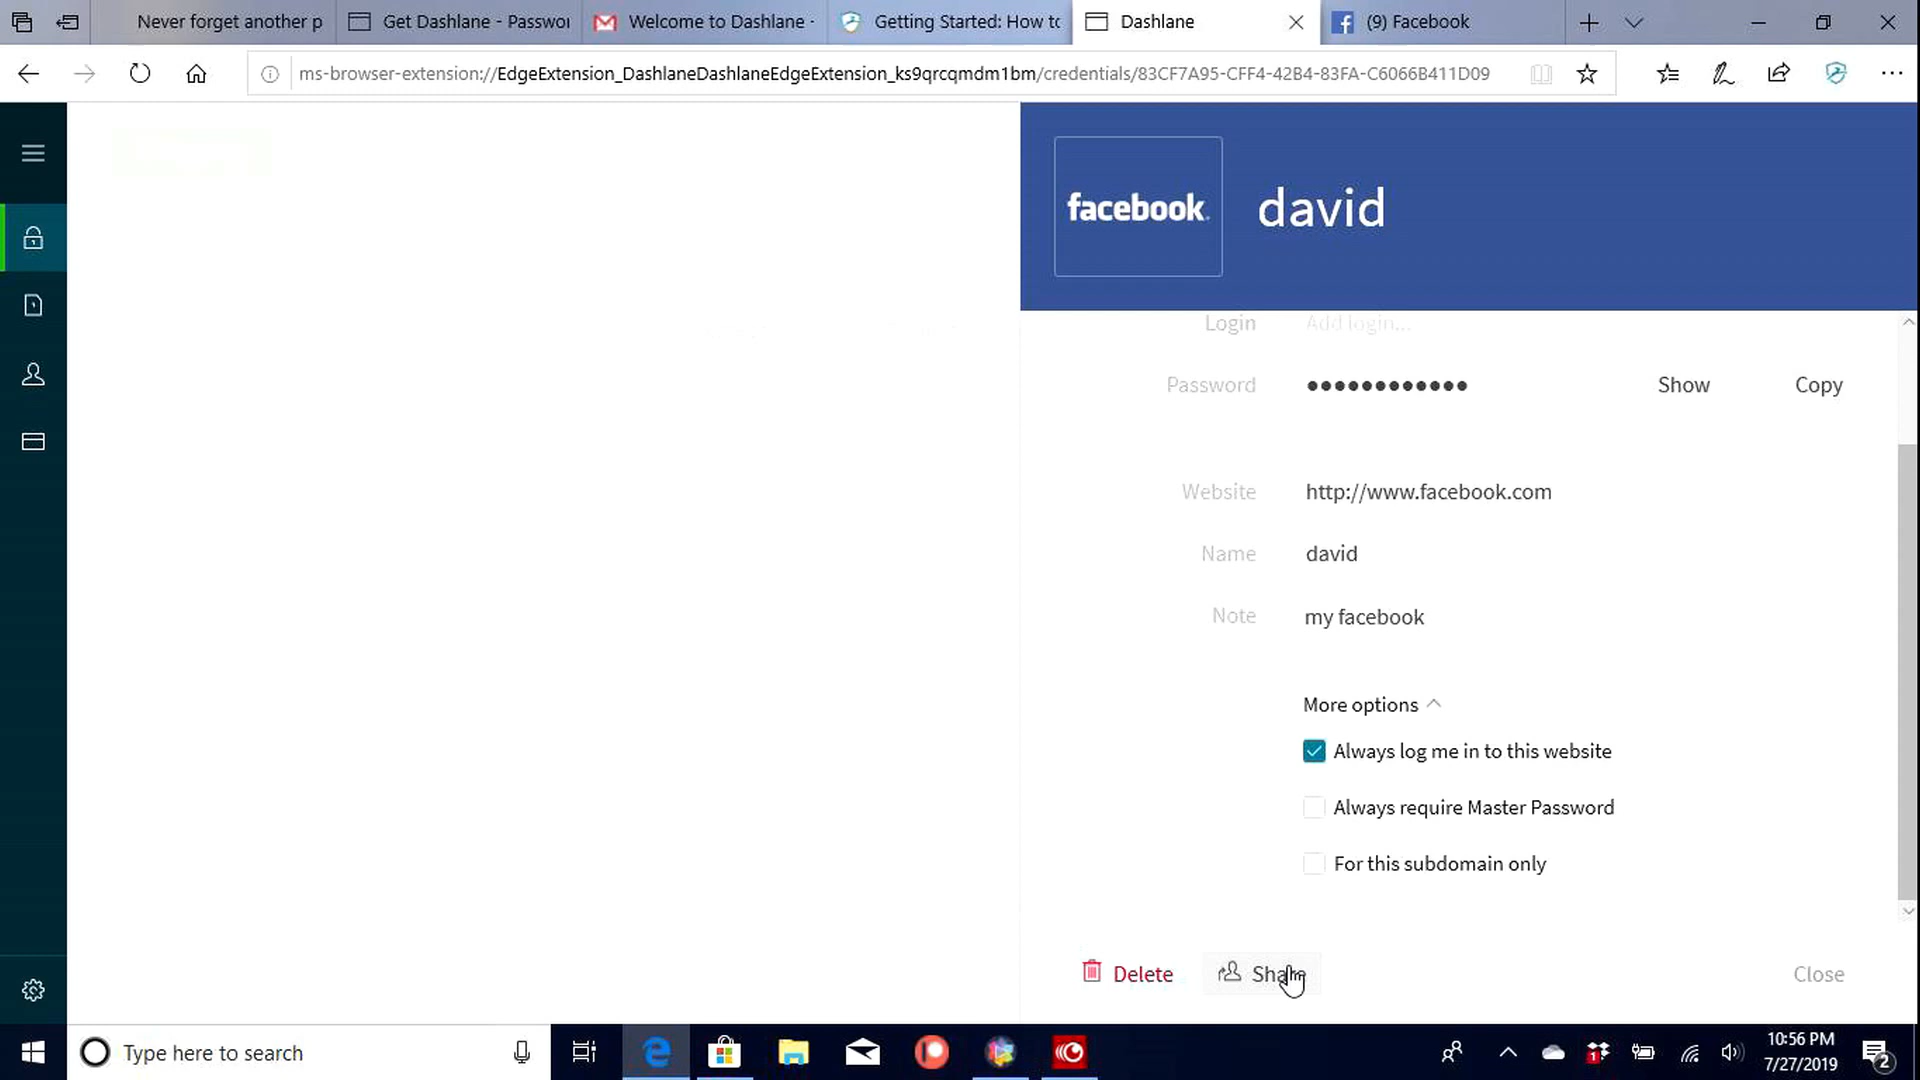 Never forget another p
Get Dashlane - Passwor
Welcome to Dashlane -
Getting Started: How to
Dashlane
(9) Facebook
ms-browser-extension://EdgeExtension_DashlaneDashlaneEdgeExtension_ks9qrcqmdm1bm/credentials/83CF7A95-CFF4-42B4-83FA-C6066B411D09
facebook.
david
Login Add login...
Password ●●●●●●●●●●●● Show Copy
Website http://www.facebook.com
Name david
Note my facebook
More options
Always log me in to this website
Always require Master Password
For this subdomain only
Delete Share Close
Type here to search
1
10:56 PM
7/27/2019
2